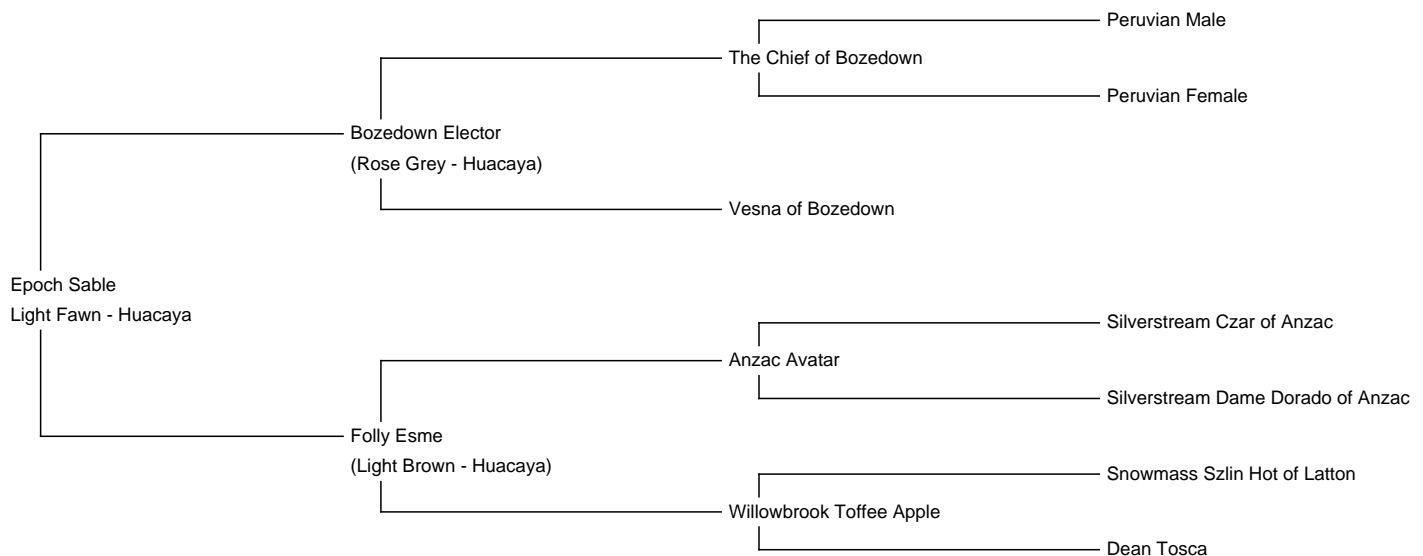 Peruvian Male
The Chief of Bozedown
Peruvian Female
Bozedown Elector
(Rose Grey - Huacaya)
Vesna of Bozedown
Epoch Sable
Light Fawn - Huacaya
Silverstream Czar of Anzac
Anzac Avatar
Silverstream Dame Dorado of Anzac
Folly Esme
(Light Brown - Huacaya)
Snowmass Szlin Hot of Latton
Willowbrook Toffee Apple
Dean Tosca